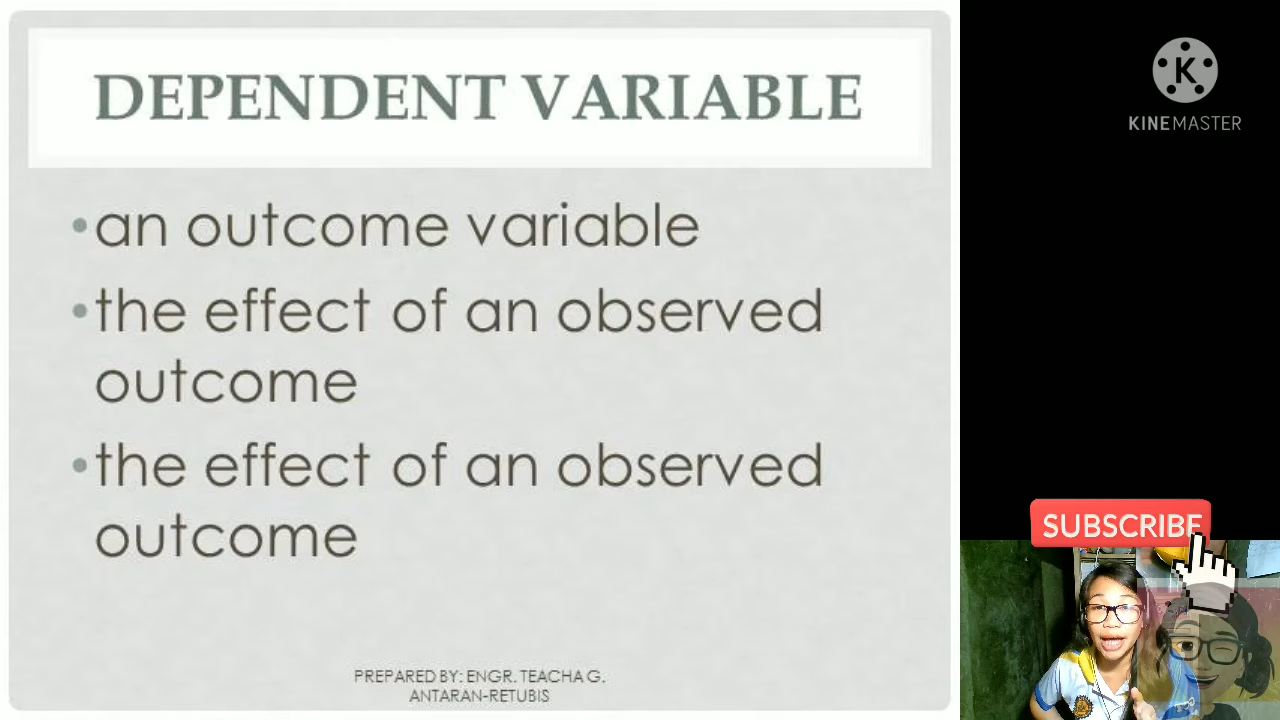 DEPENDENT VARIABLE
•an outcome variable
•the effect of an observed
outcome
•the effect of an observed
outcome
PREPARED BY: ENGR. TEACHA G.
ANTARAN-RETUBIS
K
KINEMASTER
SUBSCRIBE